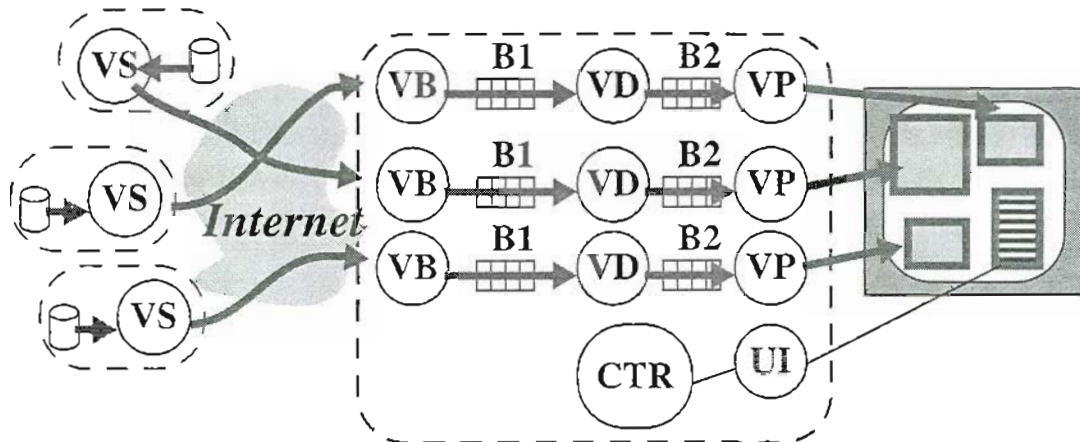 VS
B1 B2
VB VD VP
VS
B1 B2
VB VD VP
Internet
B1 B2
VB VD VP
VS
CTR UI